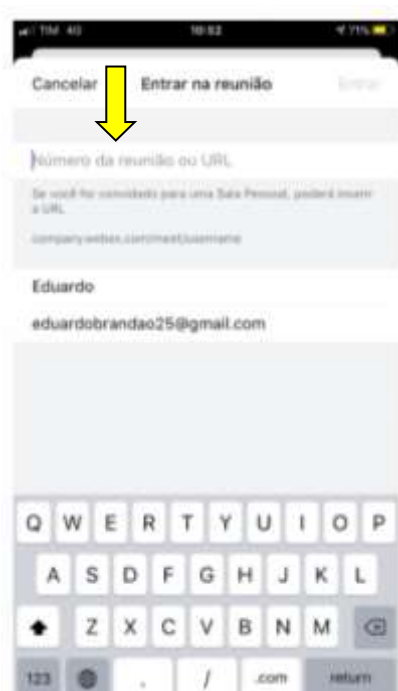 TIM 4G 10:52 71%
Cancelar Entrar na reunião Entrar
Número da reunião ou URL
Se você for convidado para uma Sala Pessoal, poderá inserir
a URL
company.webex.com/meet/username
Eduardo
eduardobrandao25@gmail.com
Q W E R T Y U I O P
A S D F G H J K L
Z X C V B N M
123 . / .com return